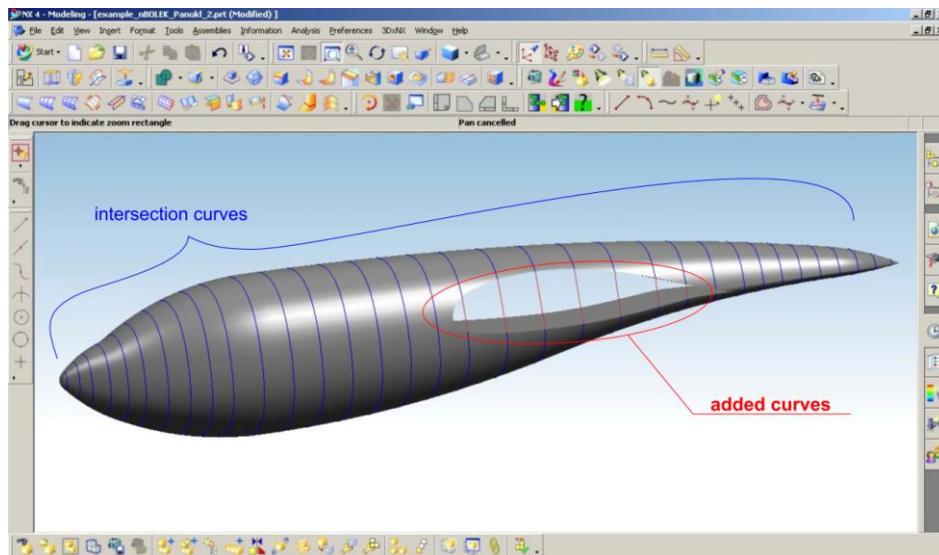 NX 4 - Modeling - [example_nBOLEK_Panukl_2.prt (Modified) ]
File Edit View Insert Format Tools Assemblies Information Analysis Preferences 3DxNX Window Help
Start
Drag cursor to indicate zoom rectangle Pan cancelled
intersection curves
added curves